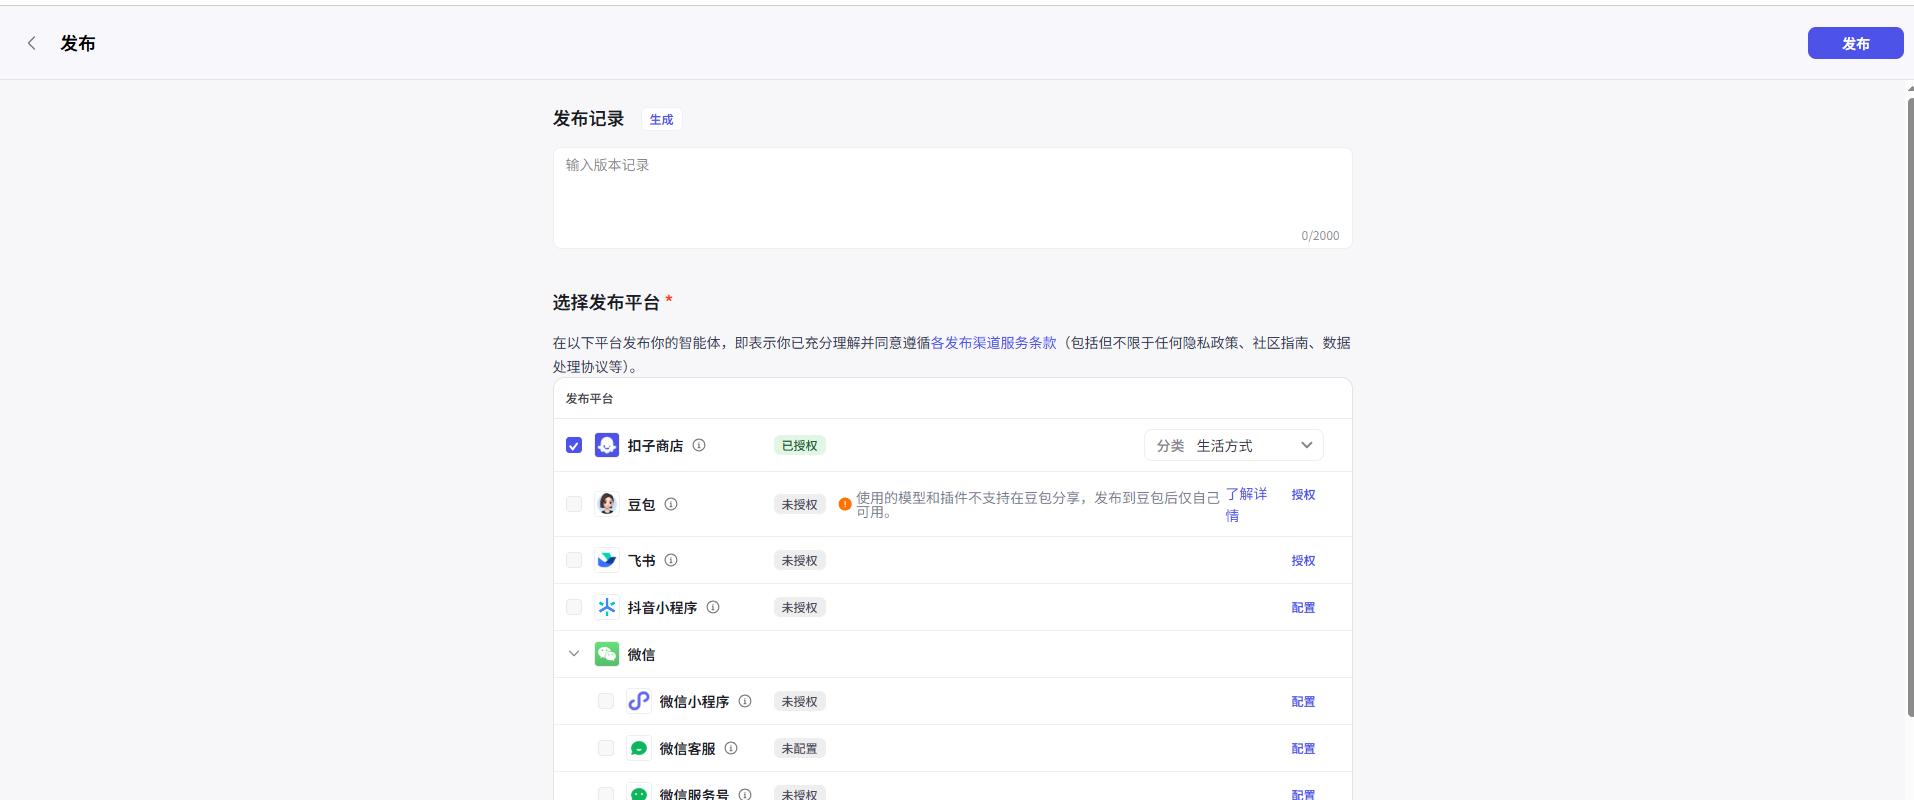 发布
发布
发布记录 生成
输入版本记录
0/2000
选择发布平台 *
在以下平台发布你的智能体，即表示你已充分理解并同意遵循各发布渠道服务条款（包括但不限于任何隐私政策、社区指南、数据
处理协议等）。
发布平台
扣子商店 已授权 分类 生活方式
豆包 未授权 使用的模型和插件不支持在豆包分享，发布到豆包后仅自己可用。 了解详情 授权
飞书 未授权 授权
抖音小程序 未授权 配置
微信
微信小程序 未授权 配置
微信客服 未配置 配置
微信服务号 未授权 配置